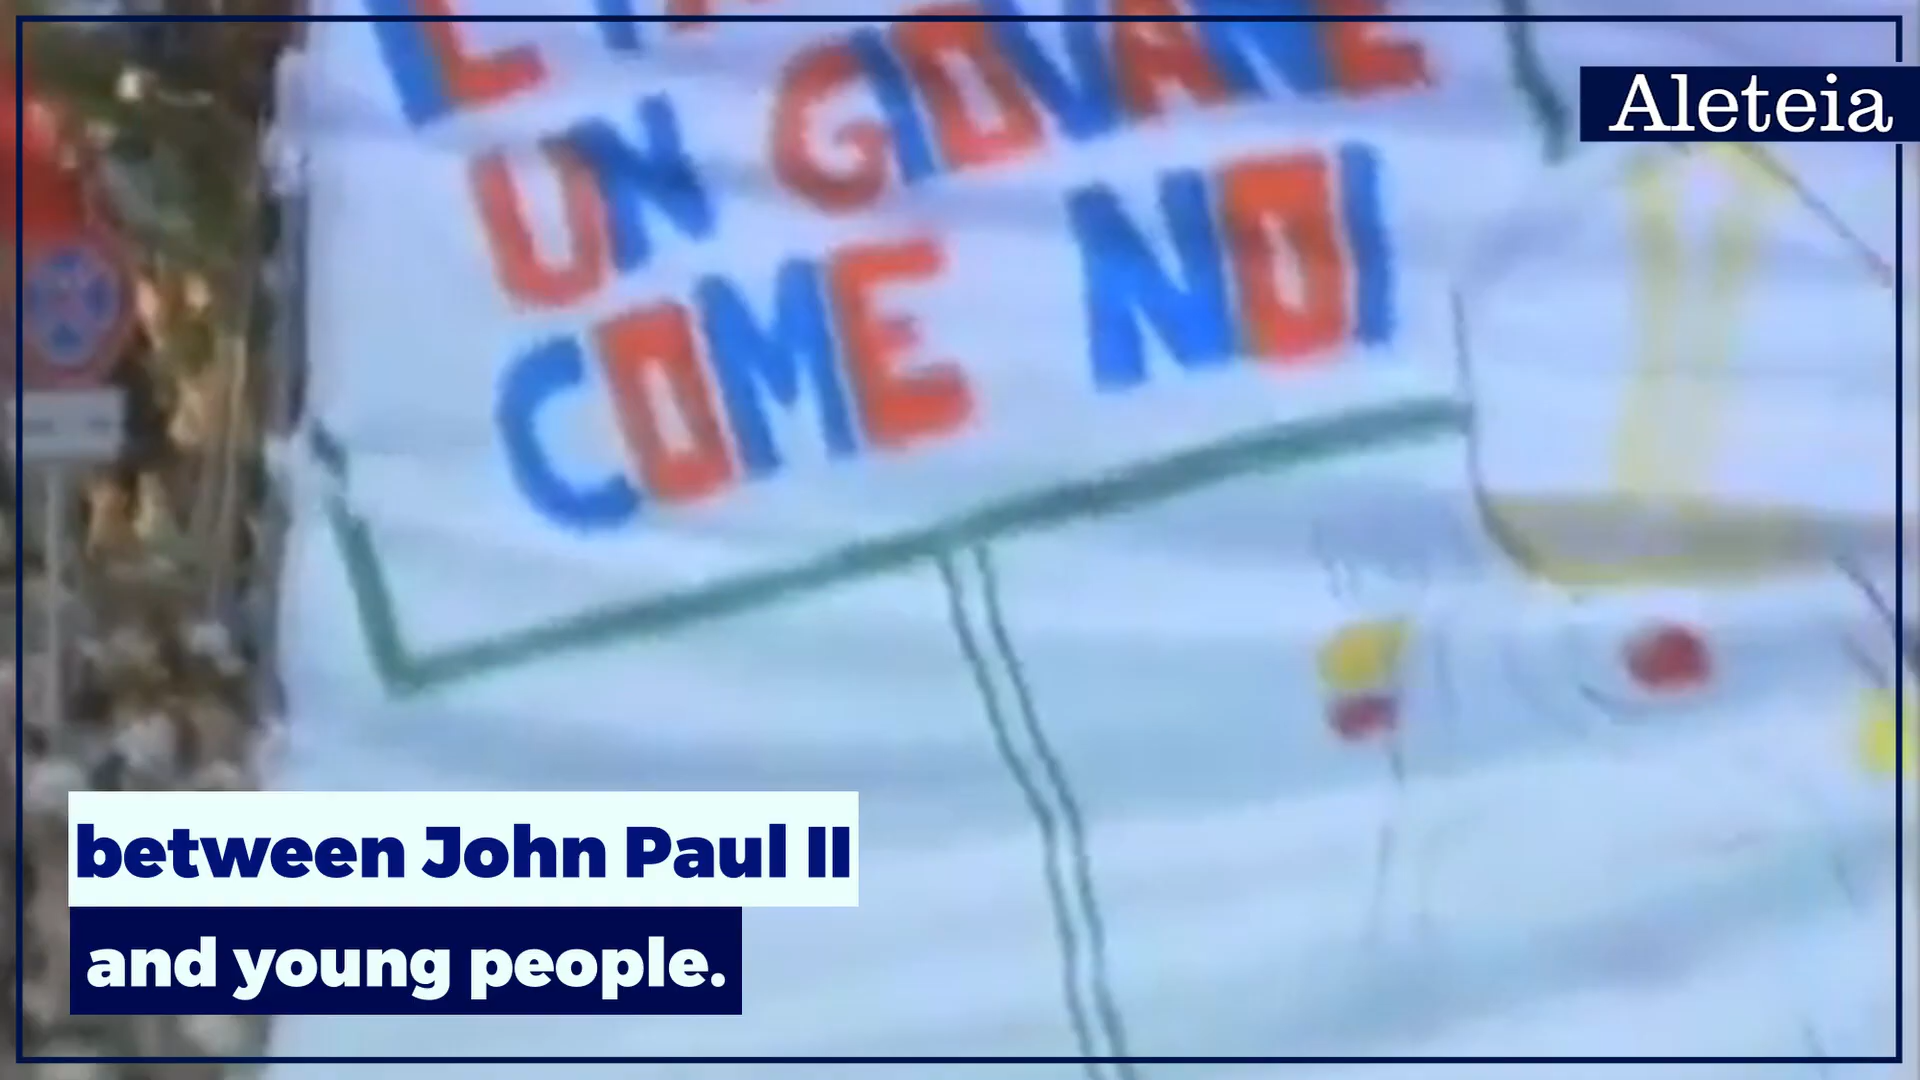 Aleteia
UN GIOVANE
COME NOI
between John Paul II
and young people.